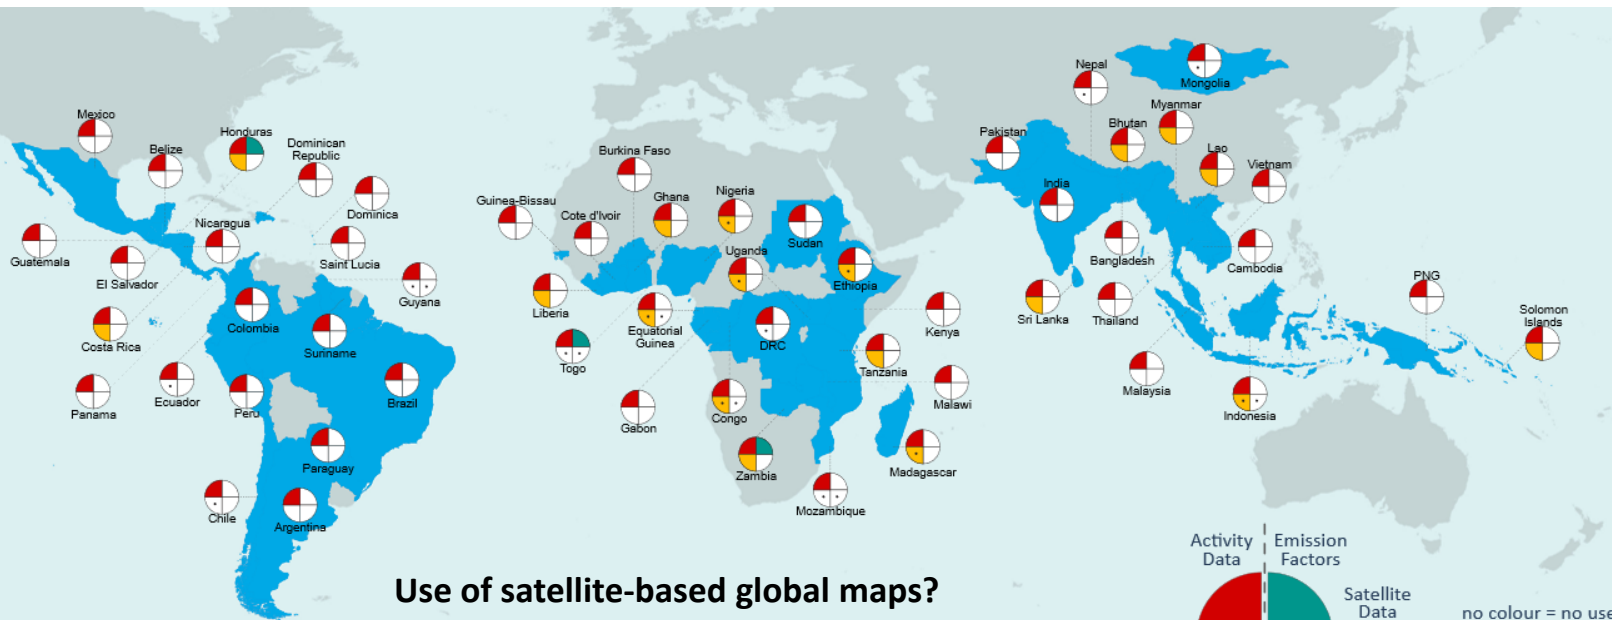 Mexico
Belize
Honduras
Dominican
Republic
Dominica
Nicaragua
Guatemala
El Salvador
Saint Lucia
Guyana
Colombia
Suriname
Costa Rica
Panama
Ecuador
Peru
Brazil
Paraguay
Chile
Argentina
Burkina Faso
Guinea-Bissau
Cote d'Ivoir
Ghana
Nigeria
Sudan
Uganda
Ethiopia
Liberia
Equatorial
Guinea
Togo
DRC
Kenya
Tanzania
Gabon
Congo
Malawi
Zambia
Madagascar
Mozambique
Nepal
Mongolia
Myanmar
Pakistan
Bhutan
Lao
Vietnam
India
Bangladesh
Cambodia
Sri Lanka
Thailand
PNG
Solomon
Islands
Malaysia
Indonesia
Use of satellite-based global maps?
Activity
Data
Emission
Factors
Satellite
Data
no colour = no use